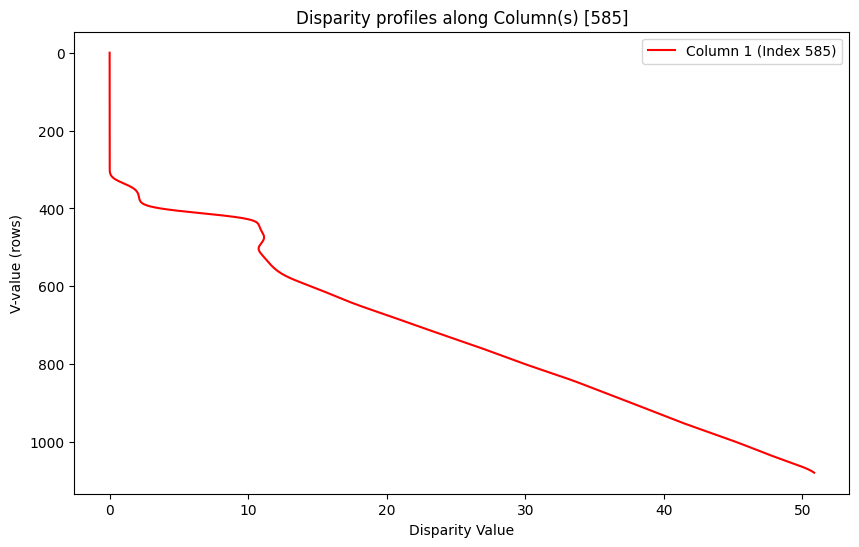 Disparity profiles along Column(s) [585]
Column 1 (Index 585)
V-value (rows)
0
200
400
600
800
1000
0 10 20 30 40 50
Disparity Value